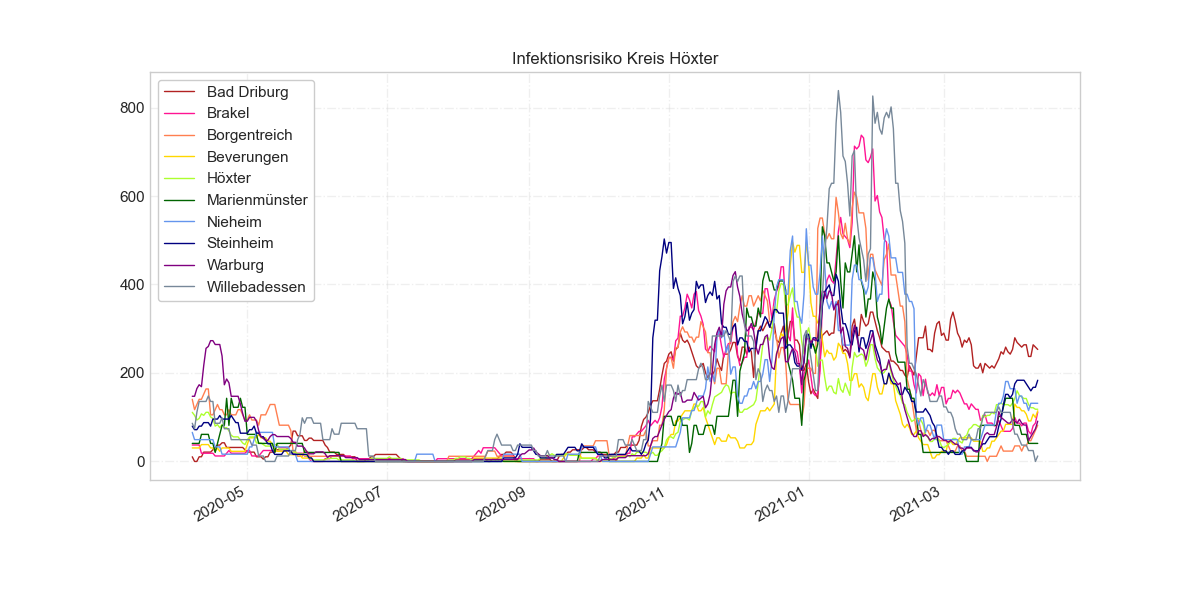 Infektionsrisiko Kreis Höxter
Bad Driburg
Brakel
Borgentreich
Beverungen
Höxter
Marienmünster
Nieheim
Steinheim
Warburg
Willebadessen
800
600
400
200
0
2020-05
2020-07
2020-09
2020-11
2021-01
2021-03